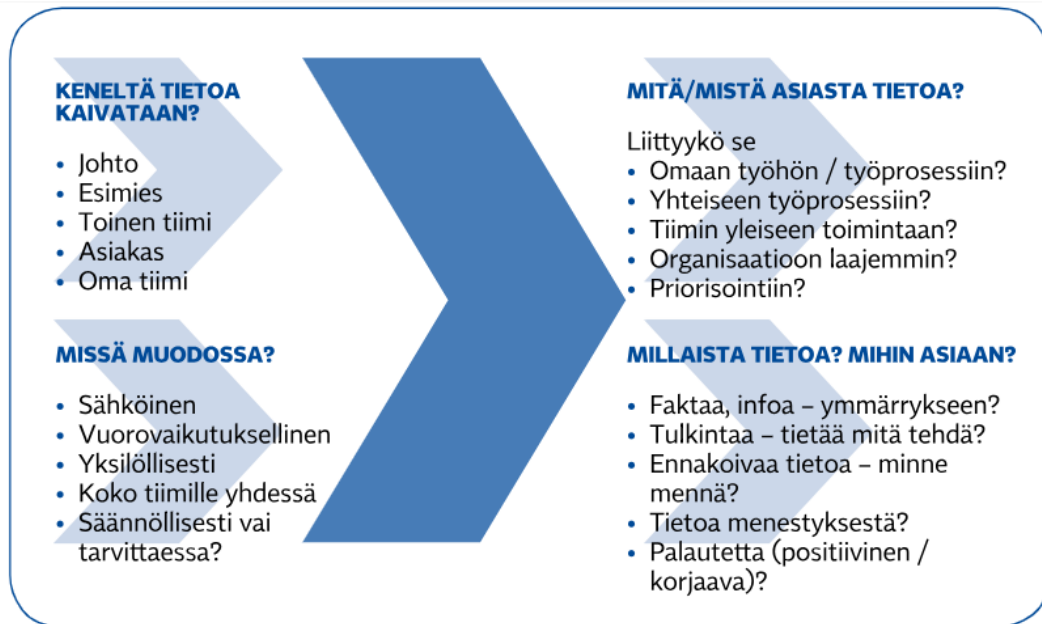 KENELTÄ TIETOA
KAIVATAAN?
• Johto
• Esimies
• Toinen tiimi
• Asiakas
• Oma tiimi
MITÄ/MISTÄ ASIASTA TIETOA?
Liittyykö se
• Omaan työhön / työprosessiin?
• Yhteiseen työprosessiin?
• Tiimin yleiseen toimintaan?
• Organisaatioon laajemmin?
• Priorisointiin?
MISSÄ MUODOSSA?
• Sähköinen
• Vuorovaikutuksellinen
• Yksilöllisesti
• Koko tiimille yhdessä
• Säännöllisesti vai
tarvittaessa?
MILLAISTA TIETOA? MIHIN ASIAAN?
• Faktaa, infoa – ymmärrykseen?
• Tulkintaa – tietää mitä tehdä?
• Ennakoivaa tietoa – minne
mennä?
• Tietoa menestyksestä?
• Palautetta (positiivinen /
korjaava)?